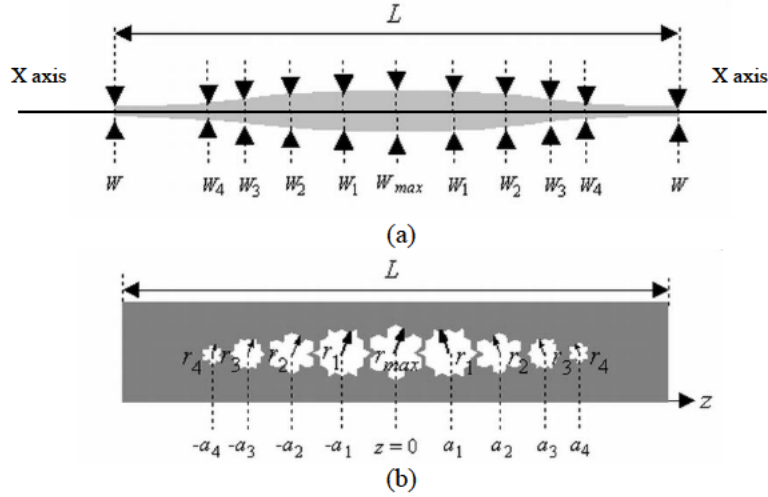 L
X axis X axis
W W4 W3 W2 W1 Wmax W1 W2 W3 W4 W
(a)
L
r4 r3 r2 r1 rmax r1 r2 r3 r4
z
-a4 -a3 -a2 -a1 z = 0 a1 a2 a3 a4
(b)